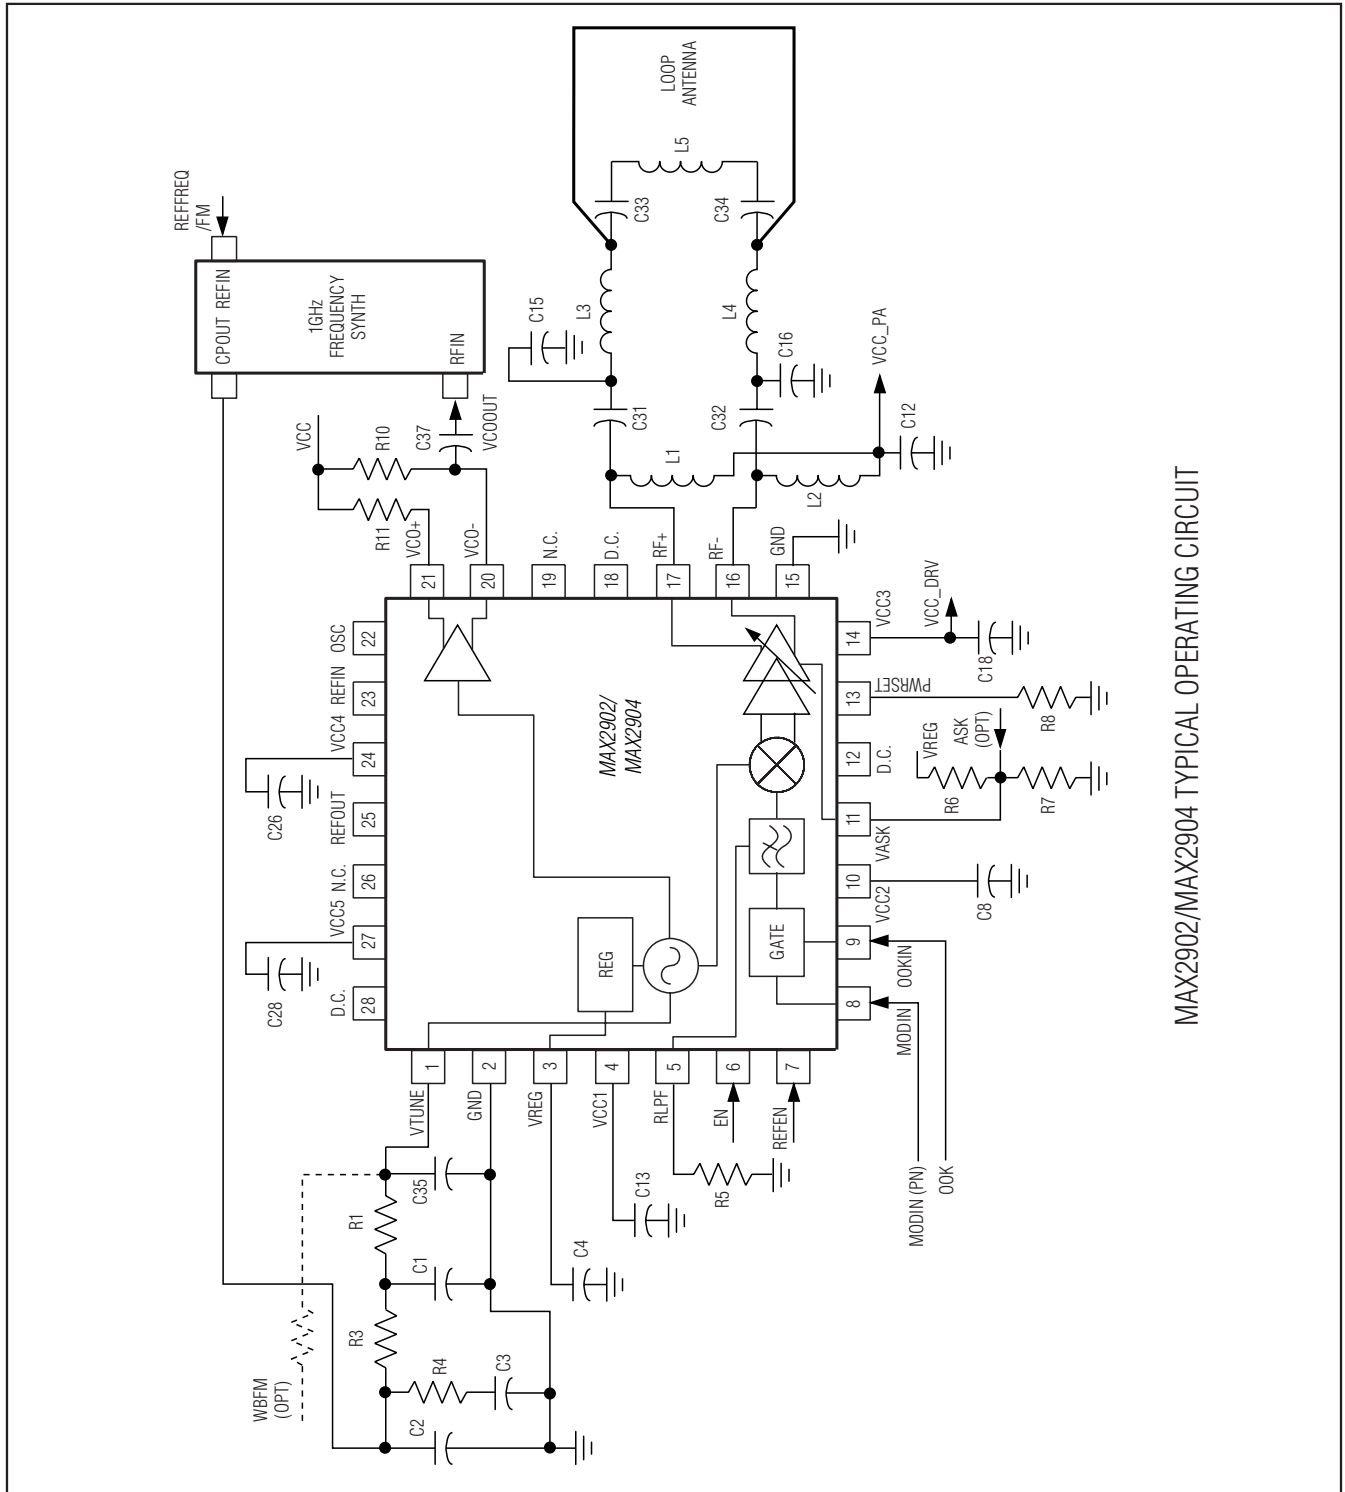 LOOP
ANTENNA
L5
C33
C34
REFFREQ
/FM
CPOUT REFIN
1GHz
FREQUENCY
SYNTH
RFIN
L3
C15
L4
C16
VCC_PA
C31
C32
C12
VCC
R10
C37
VCOOUT
L1
L2
R11
VCO+
VCO-
N.C.
D.C.
RF+
RF-
GND
21
20
19
18
17
16
15
OSC
22
REFIN
23
VCC4
24
REFOUT
25
N.C.
26
VCC5
27
D.C.
28
C26
C28
MAX2902/
MAX2904
REG
GATE
14
VCC3
VCC_DRV
C18
13
PWRSET
R8
12
D.C.
VREG
ASK
(OPT)
R6
R7
11
VASK
10
VCC2
C8
9
OOKIN
8
MODIN
MODIN (PN)
OOK
1
2
3
4
5
6
7
VTUNE
GND
VREG
VCC1
RLPF
EN
REFEN
C35
R1
C1
R3
R4
C3
C2
WBFM
(OPT)
C4
C13
R5
MAX2902/MAX2904 TYPICAL OPERATING CIRCUIT